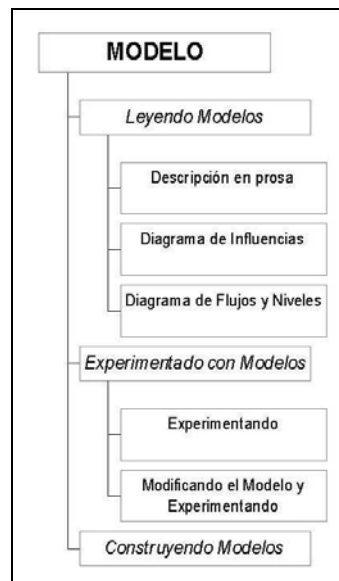 MODELO
Leyendo Modelos
Descripción en prosa
Diagrama de Influencias
Diagrama de Flujos y Niveles
Experimentado con Modelos
Experimentando
Modificando el Modelo y
Experimentando
Construyendo Modelos